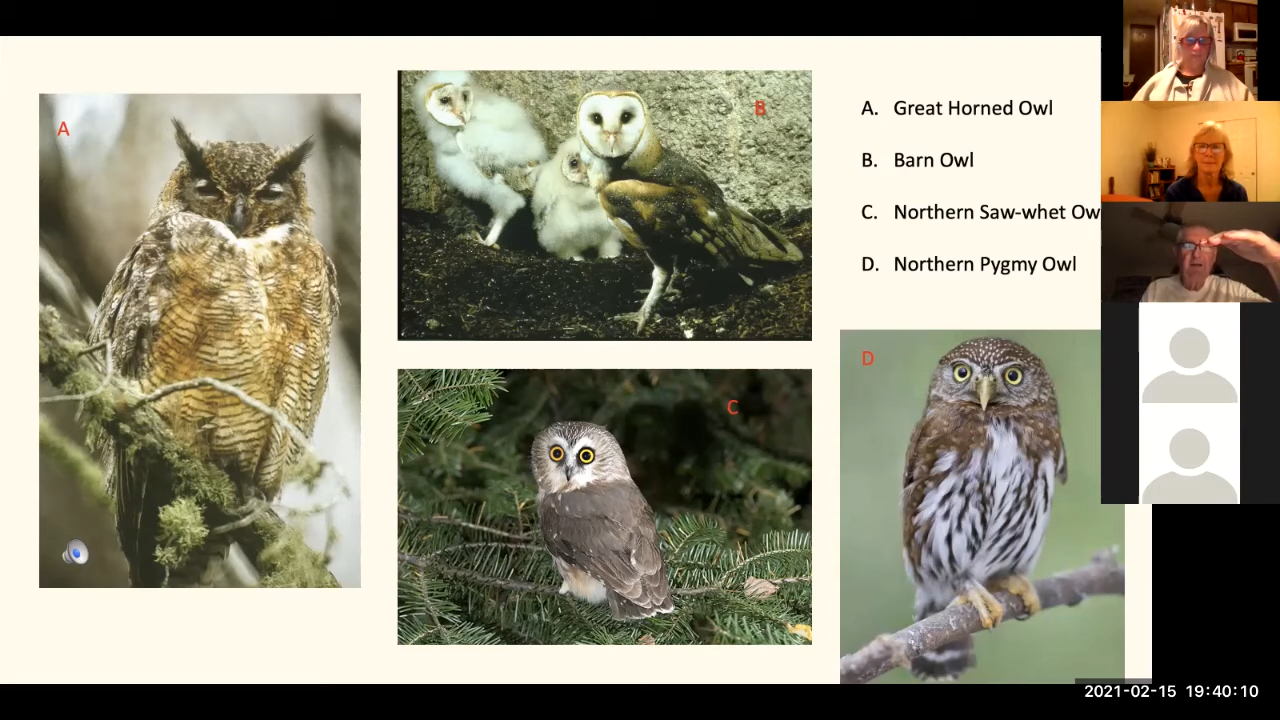 A
B
C
D
A. Great Horned Owl
B. Barn Owl
C. Northern Saw-whet Ow
D. Northern Pygmy Owl
2021-02-15 19:40:10